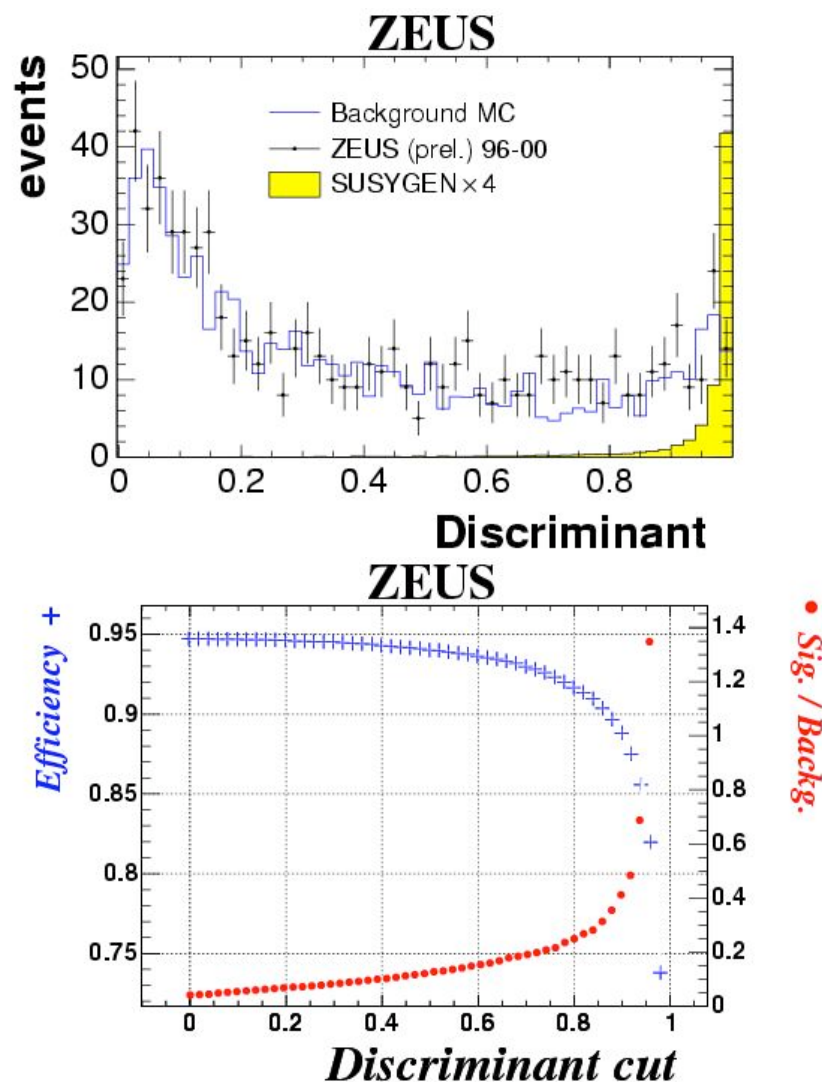 ZEUS
events
50
40
30
20
10
0
Background MC
ZEUS (prel.) 96-00
SUSYGEN×4
0 0.2 0.4 0.6 0.8
Discriminant
ZEUS
Efficiency +
0.95
0.9
0.85
0.8
0.75
1.4
1.2
1
0.8
0.6
0.4
0.2
0
• Sig. / Backg.
0 0.2 0.4 0.6 0.8 1
Discriminant cut